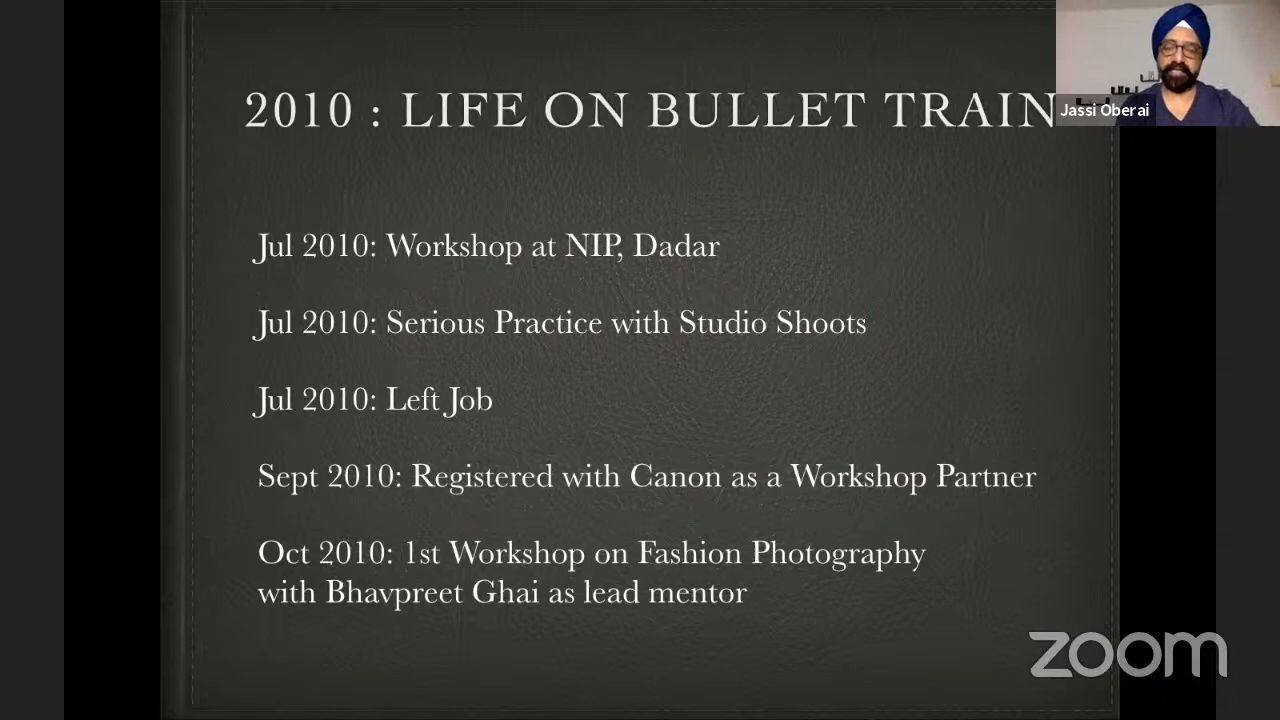 2010 : LIFE ON BULLET TRAIN
Jassi Oberai
Jul 2010: Workshop at NIP, Dadar
Jul 2010: Serious Practice with Studio Shoots
Jul 2010: Left Job
Sept 2010: Registered with Canon as a Workshop Partner
Oct 2010: 1st Workshop on Fashion Photography
with Bhavpreet Ghai as lead mentor
zoom